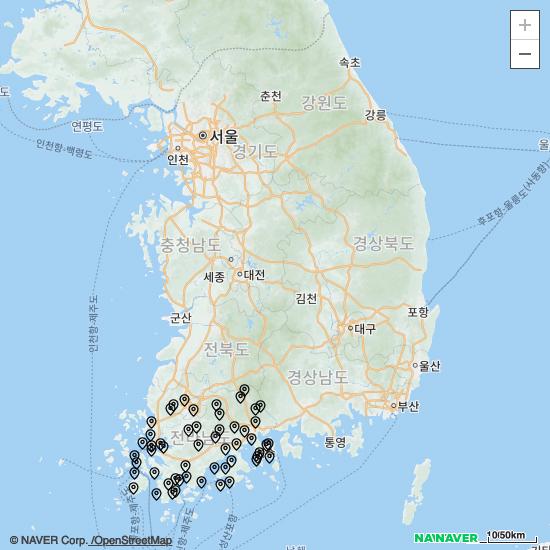 +
−
속초
춘천
강원도
강릉
도
연평도
서울
인천
경기도
울
인천항-백령도
후포항-울릉도(사동항)
충청남도
경상북도
세종
대전
김천
인천항-제주도
군산
포항
대구
전북도
울산
경상남도
부산
전라남도
통영
© NAVER Corp. /OpenStreetMap
NAVER
10/50km